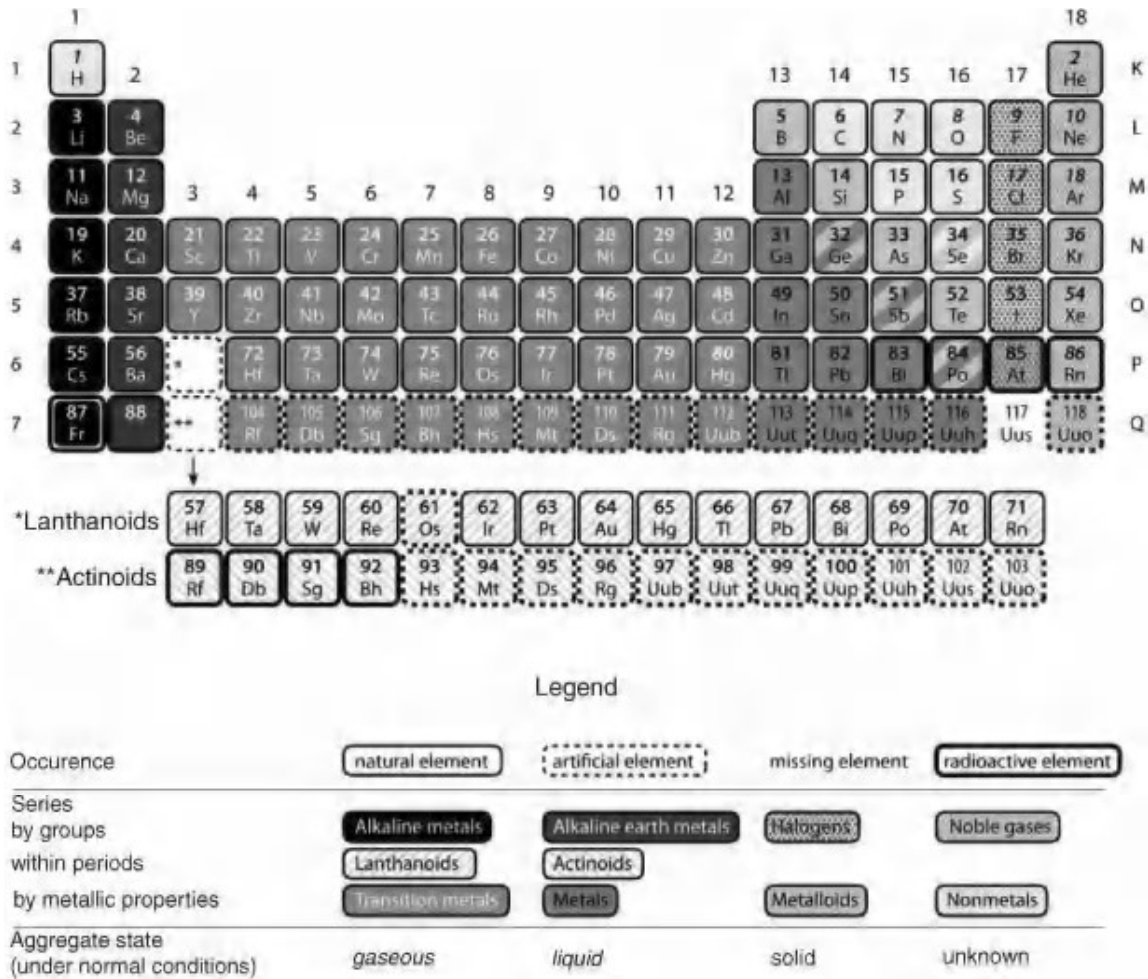 1 18
1 H 2 13 14 15 16 17 2 He K
2 3 Li 4 Be 5 B 6 C 7 N 8 O 9 F 10 Ne L
3 11 Na 12 Mg 3 4 5 6 7 8 9 10 11 12 13 Al 14 Si 15 P 16 S 17 Cl 18 Ar M
4 19 K 20 Ca 21 Sc 22 Ti 23 V 24 Cr 25 Mn 26 Fe 27 Co 28 Ni 29 Cu 30 Zn 31 Ga 32 Ge 33 As 34 Se 35 Br 36 Kr N
5 37 Rb 38 Sr 39 Y 40 Zr 41 Nb 42 Mo 43 Tc 44 Ru 45 Rh 46 Pd 47 Ag 48 Cd 49 In 50 Sn 51 Sb 52 Te 53 I 54 Xe O
6 55 Cs 56 Ba * 72 Hf 73 Ta 74 W 75 Re 76 Os 77 Ir 78 Pt 79 Au 80 Hg 81 Tl 82 Pb 83 Bi 84 Po 85 At 86 Rn P
7 87 Fr 88 ** 104 Rf 105 Db 106 Sg 107 Bh 108 Hs 109 Mt 110 Ds 111 Rg 112 Uub 113 Uut 114 Uuq 115 Uup 116 Uuh 117 Uus 118 Uuo Q
*Lanthanoids 57 Hf 58 Ta 59 W 60 Re 61 Os 62 Ir 63 Pt 64 Au 65 Hg 66 Tl 67 Pb 68 Bi 69 Po 70 At 71 Rn
**Actinoids 89 Rf 90 Db 91 Sg 92 Bh 93 Hs 94 Mt 95 Ds 96 Rg 97 Uub 98 Uut 99 Uuq 100 Uup 101 Uuh 102 Uus 103 Uuo
Legend
Occurence natural element artificial element missing element radioactive element
Series
by groups Alkaline metals Alkaline earth metals Halogens Noble gases
within periods Lanthanoids Actinoids
by metallic properties Transition metals Metals Metalloids Nonmetals
Aggregate state
(under normal conditions) gaseous liquid solid unknown